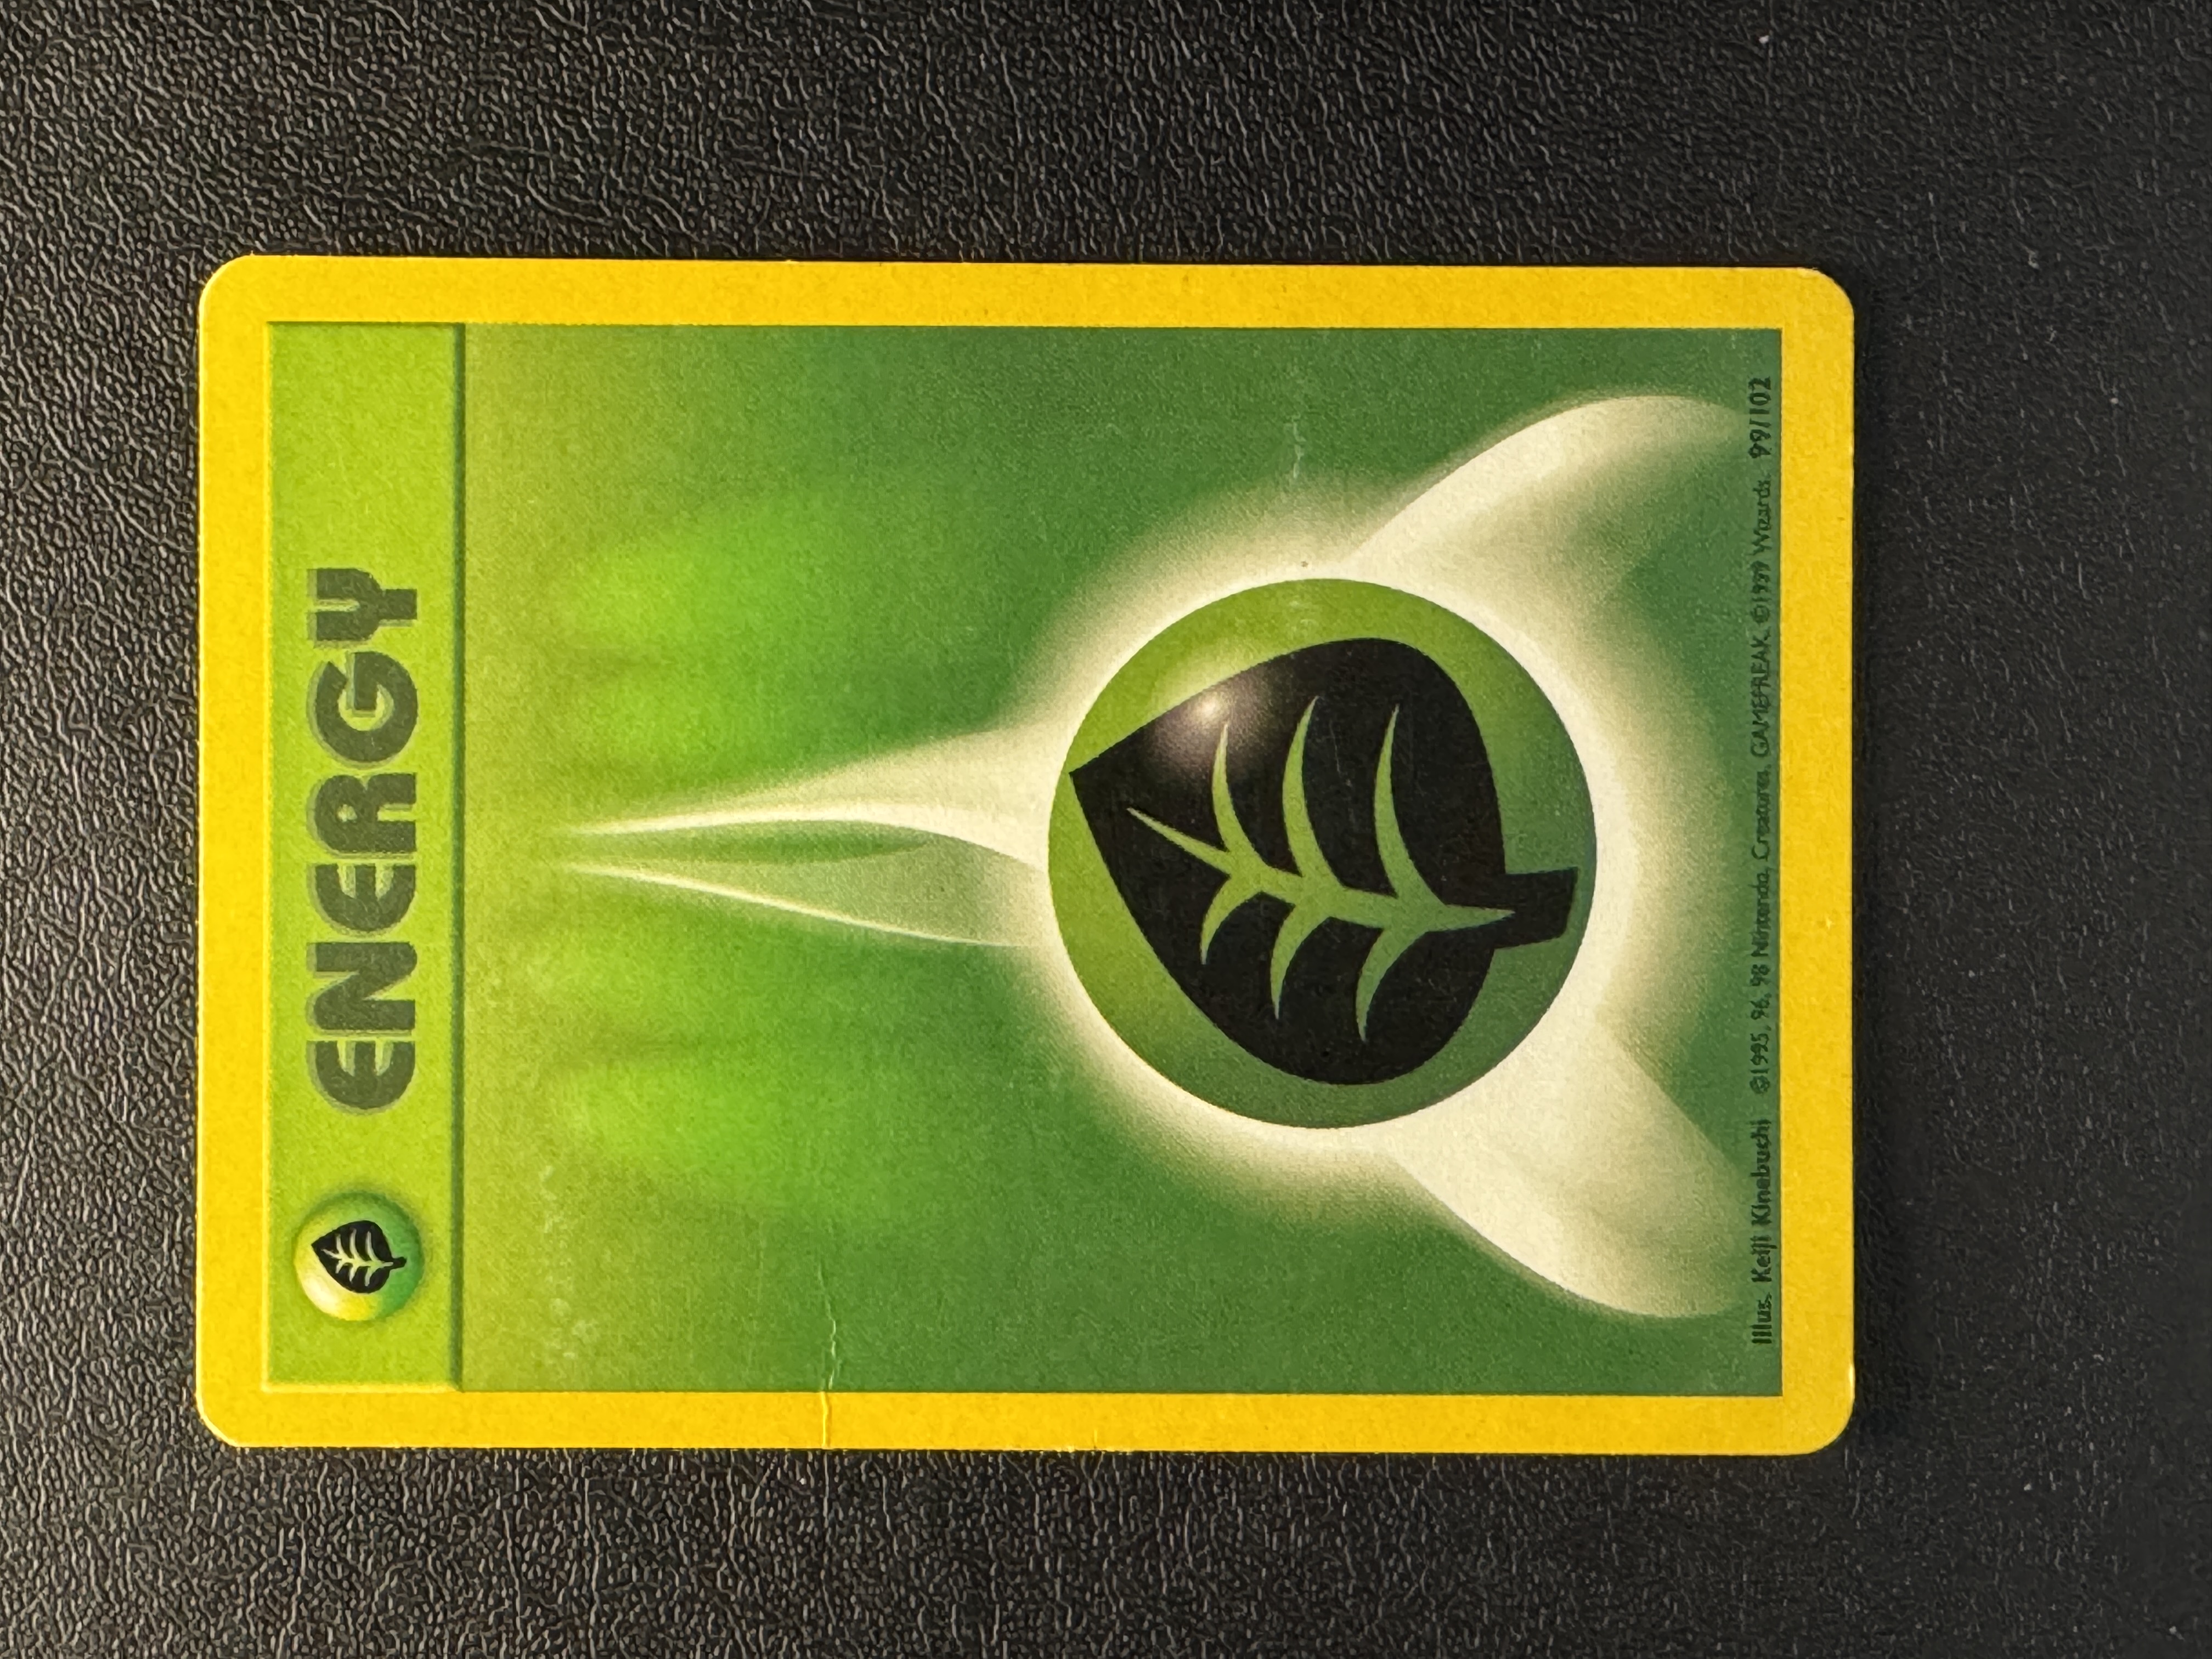 ENERGY
Illus. Keiji Kinebuchi ©1995, 96, 98 Nintendo, Creatures, GAMEFREAK. ©1999 Wizards. 99/102